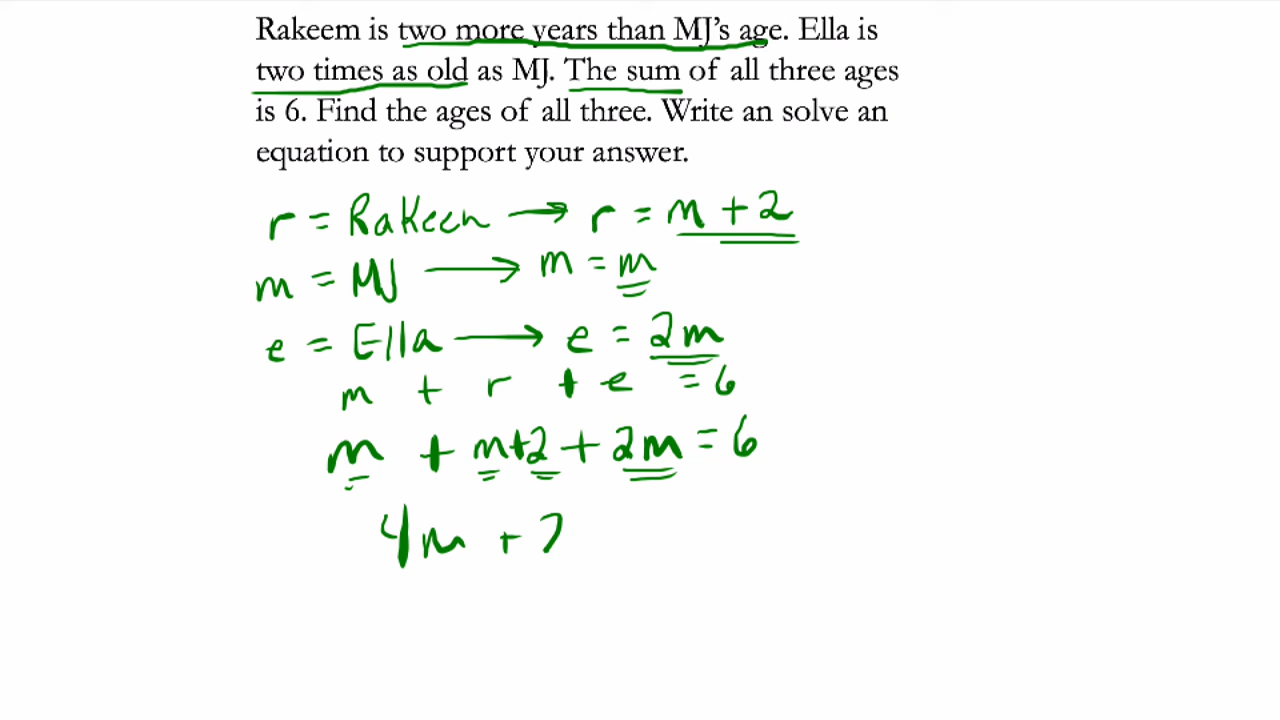 Rakeem is two more years than MJ's age. Ella is
two times as old as MJ. The sum of all three ages
is 6. Find the ages of all three. Write an solve an
equation to support your answer.
r = RaKeen → r = m + 2
m = MJ → m = m
e = Ella → e = 2m
m + r + e = 6
m + m+2 + 2m = 6
4m + 2